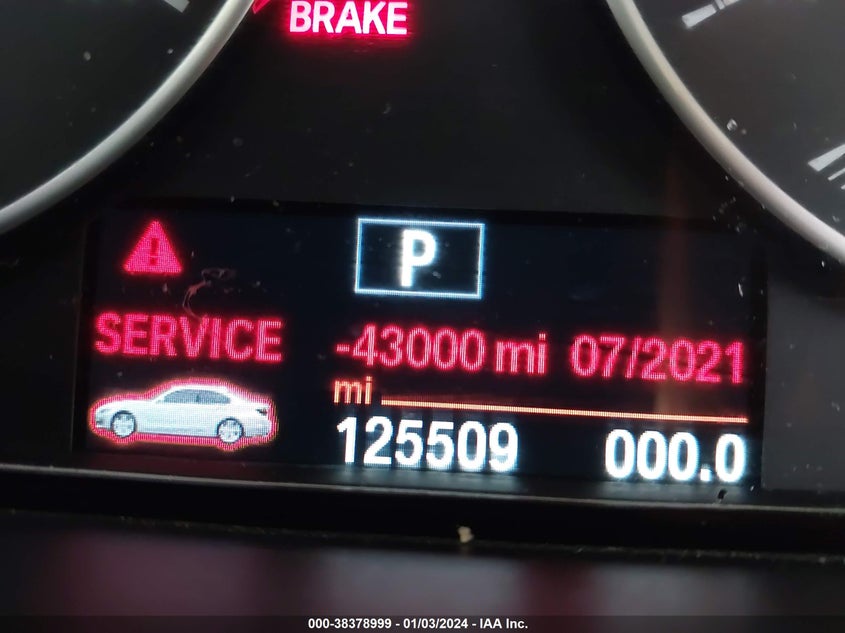 BRAKE
P
SERVICE -43000 mi 07/2021
mi
125509 000.0
000-38378999 - 01/03/2024 - IAA Inc.